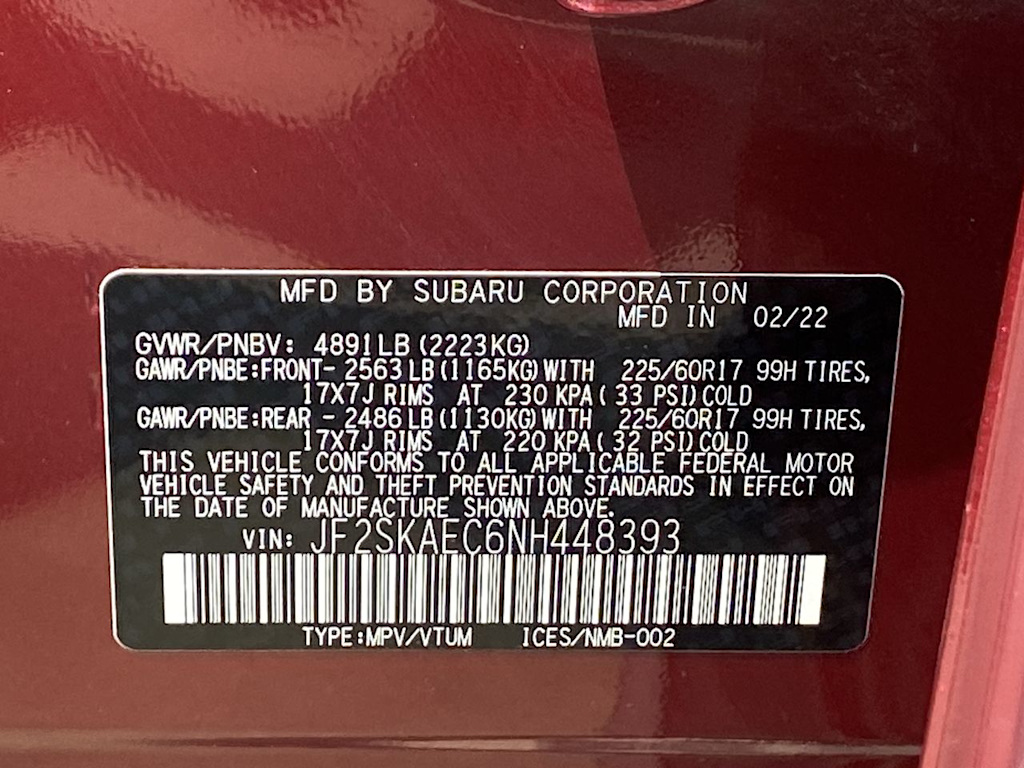 MFD BY SUBARU CORPORATION
MFD IN 02/22
GVWR/PNBV: 4891LB (2223KG)
GAWR/PNBE:FRONT- 2563LB(1165KG)WITH 225/60R17 99H TIRES,
17X7J RIMS AT 230 KPA( 33 PSI)COLD
GAWR/PNBE:REAR - 2486LB(1130KG)WITH 225/60R17 99H TIRES,
17X7J RIMS AT 220 KPA( 32 PSI)COLD
THIS VEHICLE CONFORMS TO ALL APPLICABLE FEDERAL MOTOR
VEHICLE SAFETY AND THEFT PREVENTION STANDARDS IN EFFECT ON
THE DATE OF MANUFACTURE SHOWN ABOVE.
VIN: JF2SKAEC6NH448393
TYPE:MPV/VTUM ICES/NMB-002